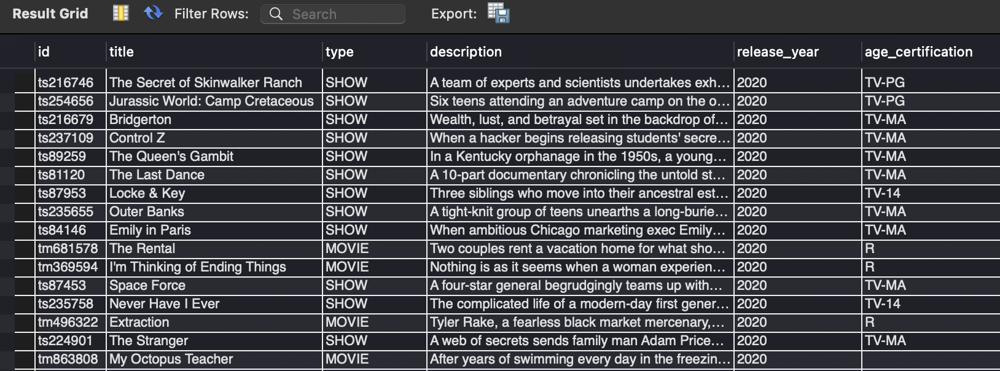 Result Grid Filter Rows: Search Export:
id title type description release_year age_certification
ts216746 The Secret of Skinwalker Ranch SHOW A team of experts and scientists undertakes exh... 2020 TV-PG
ts254656 Jurassic World: Camp Cretaceous SHOW Six teens attending an adventure camp on the o... 2020 TV-PG
ts216679 Bridgerton SHOW Wealth, lust, and betrayal set in the backdrop of... 2020 TV-MA
ts237109 Control Z SHOW When a hacker begins releasing students' secre... 2020 TV-MA
ts89259 The Queen's Gambit SHOW In a Kentucky orphanage in the 1950s, a young... 2020 TV-MA
ts81120 The Last Dance SHOW A 10-part documentary chronicling the untold st... 2020 TV-MA
ts87953 Locke & Key SHOW Three siblings who move into their ancestral est... 2020 TV-14
ts235655 Outer Banks SHOW A tight-knit group of teens unearths a long-burie... 2020 TV-MA
ts84146 Emily in Paris SHOW When ambitious Chicago marketing exec Emily... 2020 TV-MA
tm681578 The Rental MOVIE Two couples rent a vacation home for what sho... 2020 R
tm369594 I'm Thinking of Ending Things MOVIE Nothing is as it seems when a woman experien... 2020 R
ts87453 Space Force SHOW A four-star general begrudgingly teams up with... 2020 TV-MA
ts235758 Never Have I Ever SHOW The complicated life of a modern-day first gener... 2020 TV-14
tm496322 Extraction MOVIE Tyler Rake, a fearless black market mercenary,... 2020 R
ts224901 The Stranger SHOW A web of secrets sends family man Adam Price... 2020 TV-MA
tm863808 My Octopus Teacher MOVIE After years of swimming every day in the freezin... 2020